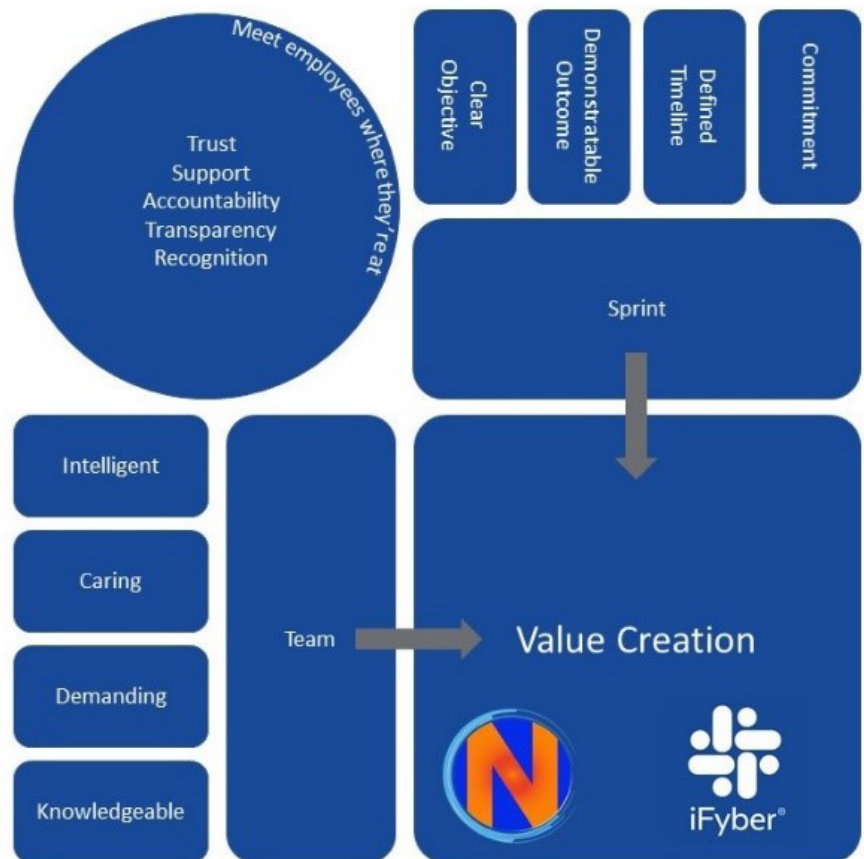 Meet employees where they're at
Trust
Support
Accountability
Transparency
Recognition
Clear
Objective
Demonstratable
Outcome
Defined
Timeline
Commitment
Sprint
Intelligent
Caring
Demanding
Knowledgeable
Team
Value Creation
N
iFyber®